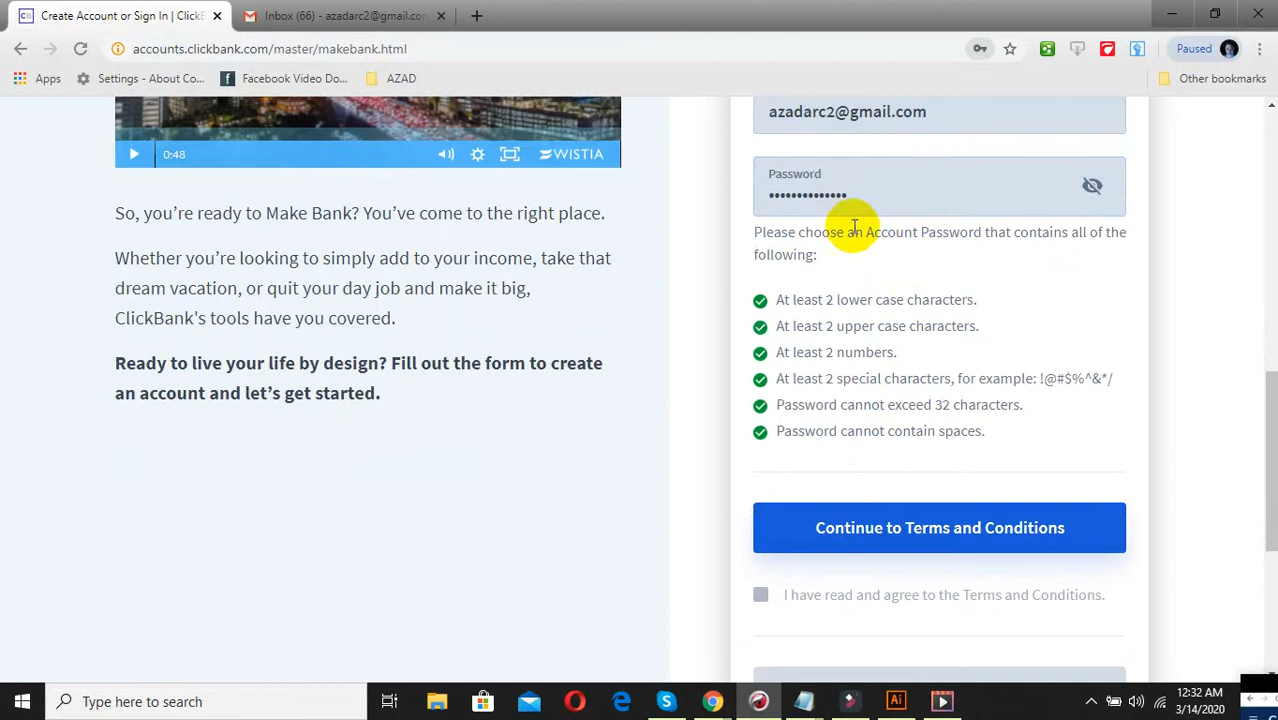 Create Account or Sign In | ClickB
Inbox (66) - azadarc2@gmail.com
accounts.clickbank.com/master/makebank.html
Paused
Apps
Settings - About Co...
Facebook Video Do...
AZAD
Other bookmarks
0:48
WISTIA
So, you're ready to Make Bank? You've come to the right place.
Whether you're looking to simply add to your income, take that
dream vacation, or quit your day job and make it big,
ClickBank's tools have you covered.
Ready to live your life by design? Fill out the form to create
an account and let's get started.
azadarc2@gmail.com
Password
••••••••••••••
Please choose an Account Password that contains all of the
following:
At least 2 lower case characters.
At least 2 upper case characters.
At least 2 numbers.
At least 2 special characters, for example: !@#$%^&*/
Password cannot exceed 32 characters.
Password cannot contain spaces.
Continue to Terms and Conditions
I have read and agree to the Terms and Conditions.
Type here to search
Ai
12:32 AM
3/14/2020